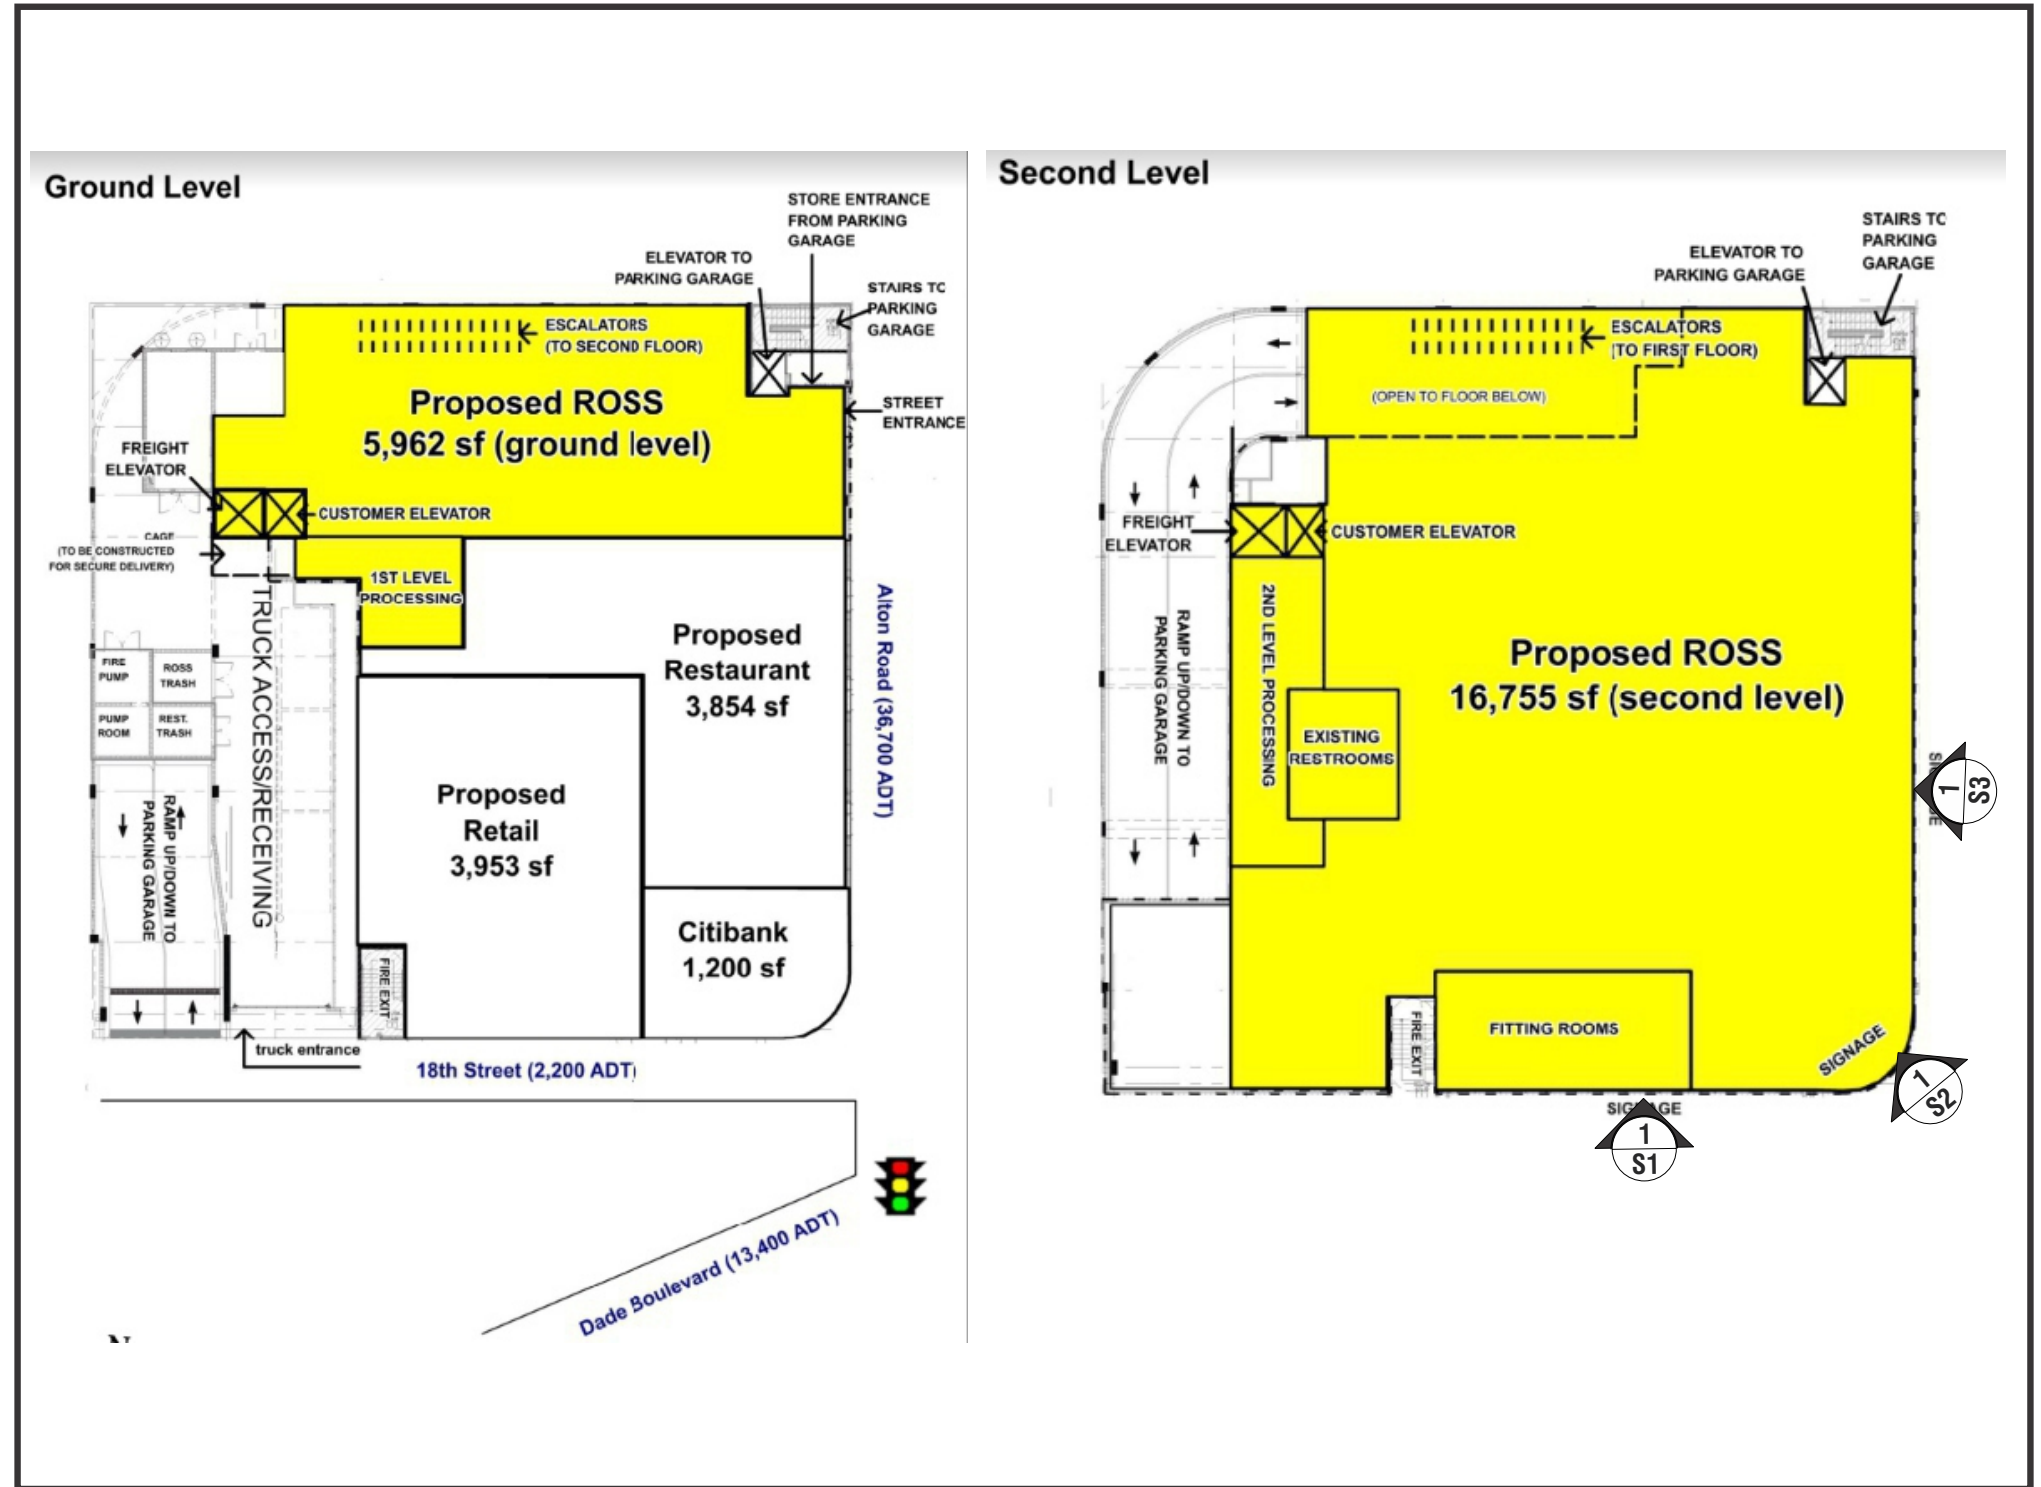 Ground Level
STORE ENTRANCE
FROM PARKING
GARAGE
ELEVATOR TO
PARKING GARAGE
STAIRS TO
PARKING
GARAGE
ESCALATORS
(TO SECOND FLOOR)
Proposed ROSS
5,962 sf (ground level)
STREET
ENTRANCE
FREIGHT
ELEVATOR
CUSTOMER ELEVATOR
CAGE
(TO BE CONSTRUCTED
FOR SECURE DELIVERY)
1ST LEVEL
PROCESSING
TRUCK ACCESS/RECEIVING
Alton Road (36,700 ADT)
Proposed
Restaurant
3,854 sf
FIRE
PUMP
ROSS
TRASH
PUMP
ROOM
REST.
TRASH
RAMP UP/DOWN TO
PARKING GARAGE
Proposed
Retail
3,953 sf
Citibank
1,200 sf
FIRE EXIT
truck entrance
18th Street (2,200 ADT)
Dade Boulevard (13,400 ADT)
N
Second Level
STAIRS TO
PARKING
GARAGE
ELEVATOR TO
PARKING GARAGE
ESCALATORS
(TO FIRST FLOOR)
(OPEN TO FLOOR BELOW)
FREIGHT
ELEVATOR
CUSTOMER ELEVATOR
2ND LEVEL PROCESSING
RAMP UP/DOWN TO
PARKING GARAGE
Proposed ROSS
16,755 sf (second level)
EXISTING
RESTROOMS
SIGNAGE
1
S3
FITTING ROOMS
FIRE EXIT
SIGNAGE
1
S2
SIGNAGE
1
S1